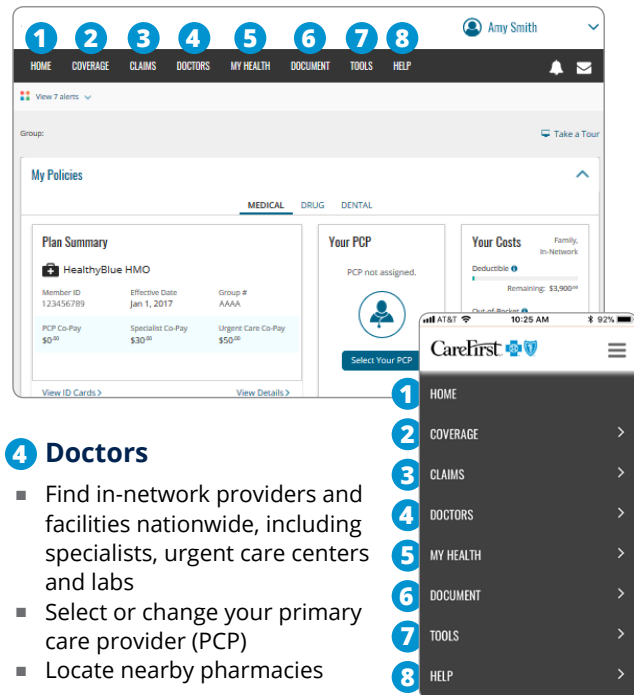 Amy Smith
1 2 3 4 5 6 7 8
HOME COVERAGE CLAIMS DOCTORS MY HEALTH DOCUMENT TOOLS HELP
View 7 alerts
Group:
Take a Tour
My Policies
MEDICAL DRUG DENTAL
Plan Summary
HealthyBlue HMO
Member ID Effective Date Group #
123456789 Jan 1, 2017 AAAA
PCP Co-Pay Specialist Co-Pay Urgent Care Co-Pay
$0.00 $30.00 $50.00
View ID Cards > View Details >
Your PCP
PCP not assigned.
Select Your PCP
Your Costs
Family,
In-Network
Deductible
Remaining: $3,900.00
Out-of-Pocket
AT&T 10:25 AM 92%
CareFirst
1 HOME
2 COVERAGE >
3 CLAIMS >
4 DOCTORS >
5 MY HEALTH >
6 DOCUMENT >
7 TOOLS >
8 HELP >
4 Doctors
■ Find in-network providers and
facilities nationwide, including
specialists, urgent care centers
and labs
■ Select or change your primary
care provider (PCP)
■ Locate nearby pharmacies